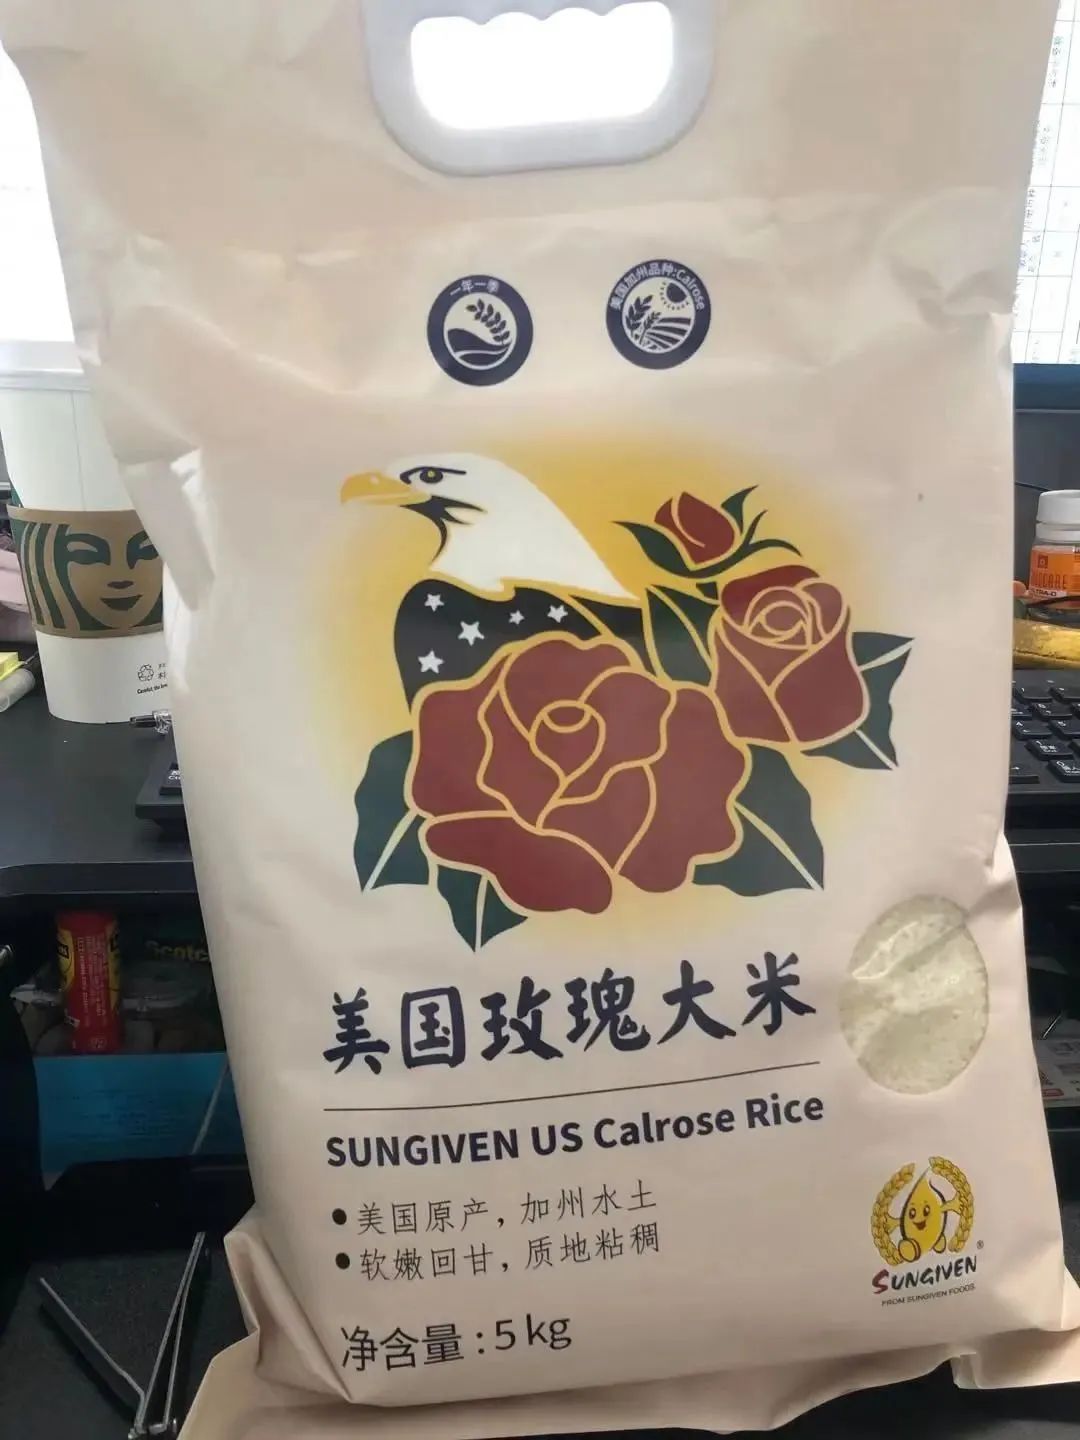 一年一季
美国加州品种:Calrose
美国玫瑰大米
SUNGIVEN US Calrose Rice
•美国原产，加州水土
•软嫩回甘，质地粘稠
净含量:5kg
SUNGIVEN®
FROM SUNGIVEN FOODS
Scotch